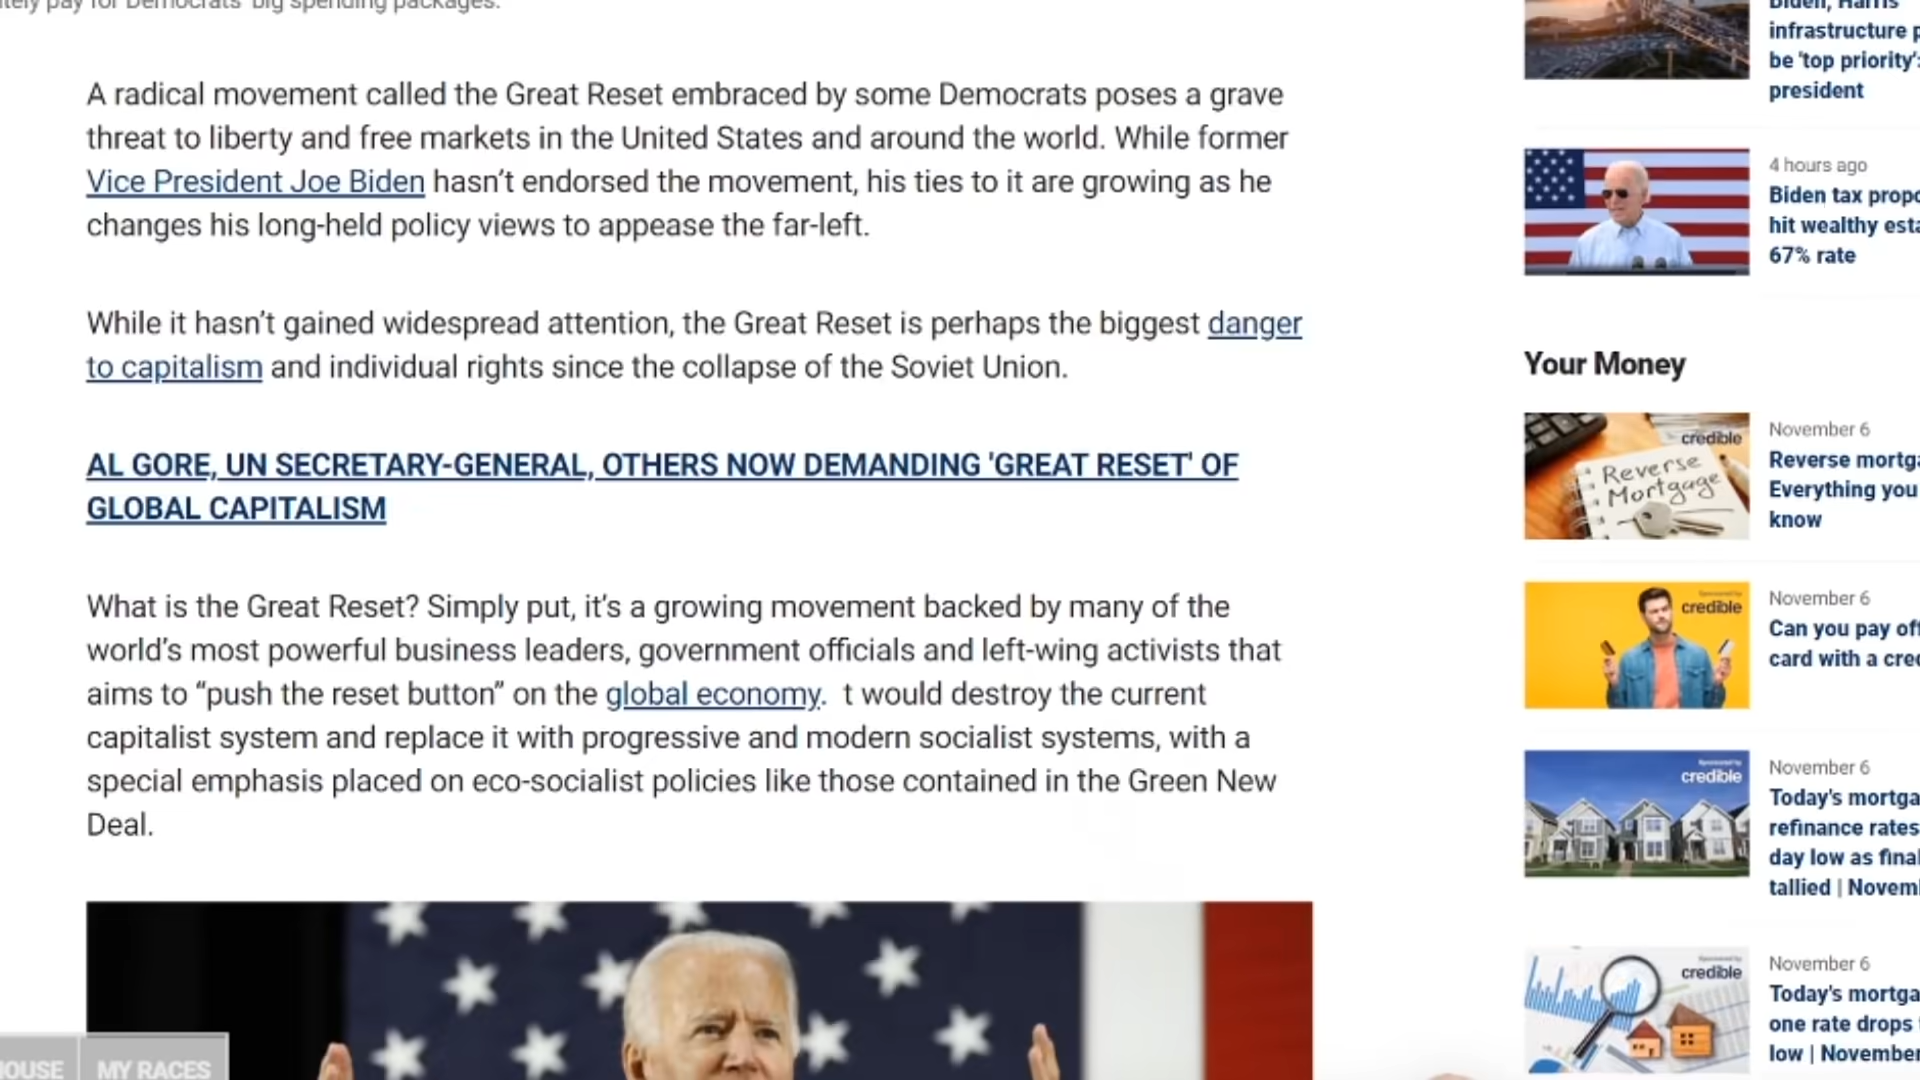 pay for Democrats' big spending packages.
A radical movement called the Great Reset embraced by some Democrats poses a grave
threat to liberty and free markets in the United States and around the world. While former
Vice President Joe Biden hasn't endorsed the movement, his ties to it are growing as he
changes his long-held policy views to appease the far-left.
While it hasn't gained widespread attention, the Great Reset is perhaps the biggest danger
to capitalism and individual rights since the collapse of the Soviet Union.
AL GORE, UN SECRETARY-GENERAL, OTHERS NOW DEMANDING 'GREAT RESET' OF
GLOBAL CAPITALISM
What is the Great Reset? Simply put, it's a growing movement backed by many of the
world's most powerful business leaders, government officials and left-wing activists that
aims to “push the reset button” on the global economy. t would destroy the current
capitalist system and replace it with progressive and modern socialist systems, with a
special emphasis placed on eco-socialist policies like those contained in the Green New
Deal.
MY RACES
Biden, Harris
infrastructure
be 'top priority':
president
4 hours ago
Biden tax
hit wealthy
67% rate
Your Money
credible
Reverse
Mortgage
November 6
Reverse
Everything you
know
Sponsored by
credible
November 6
Can you pay
card with a
Sponsored by
credible
November 6
Today's
refinance rates
day low as
tallied |
Sponsored by
credible
November 6
Today's
one rate drops
low | November